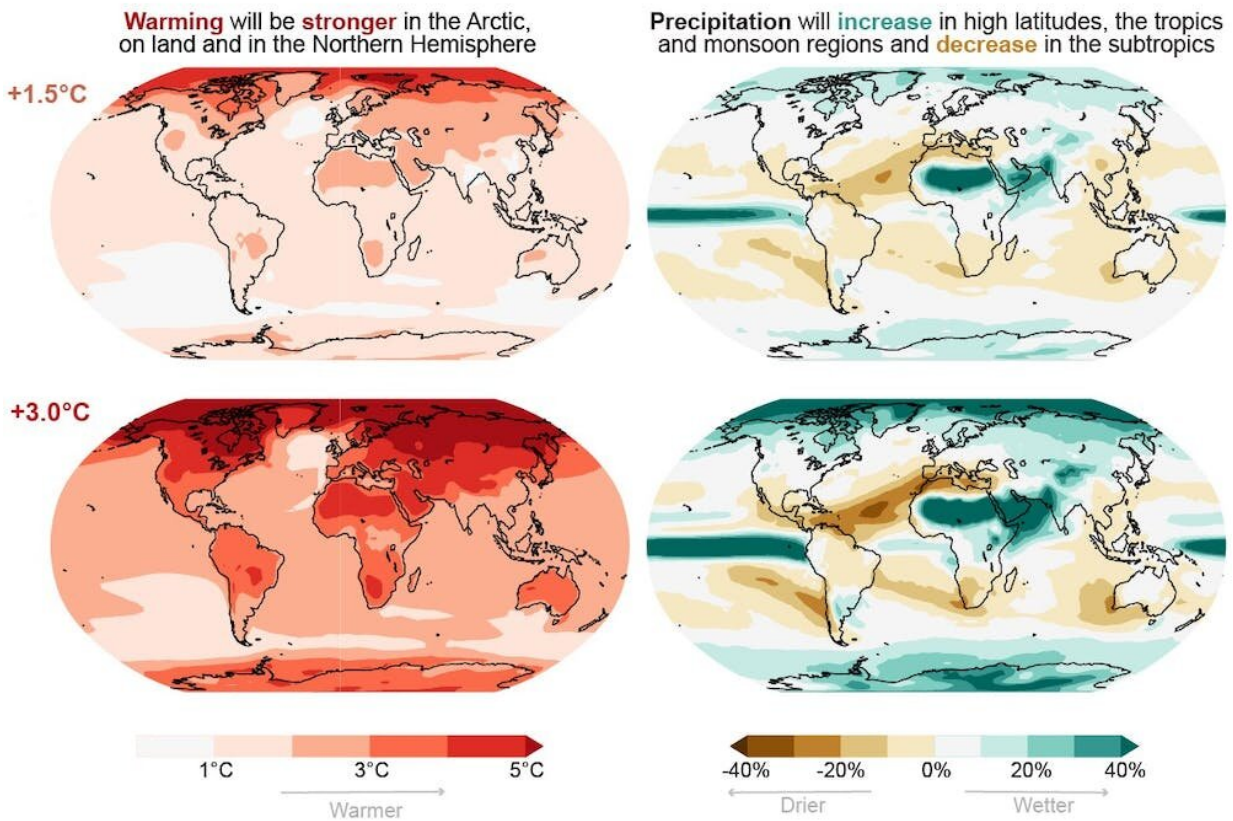 Warming will be stronger in the Arctic,
on land and in the Northern Hemisphere
Precipitation will increase in high latitudes, the tropics
and monsoon regions and decrease in the subtropics
+1.5°C
+3.0°C
1°C 3°C 5°C
Warmer
-40% -20% 0% 20% 40%
Drier Wetter